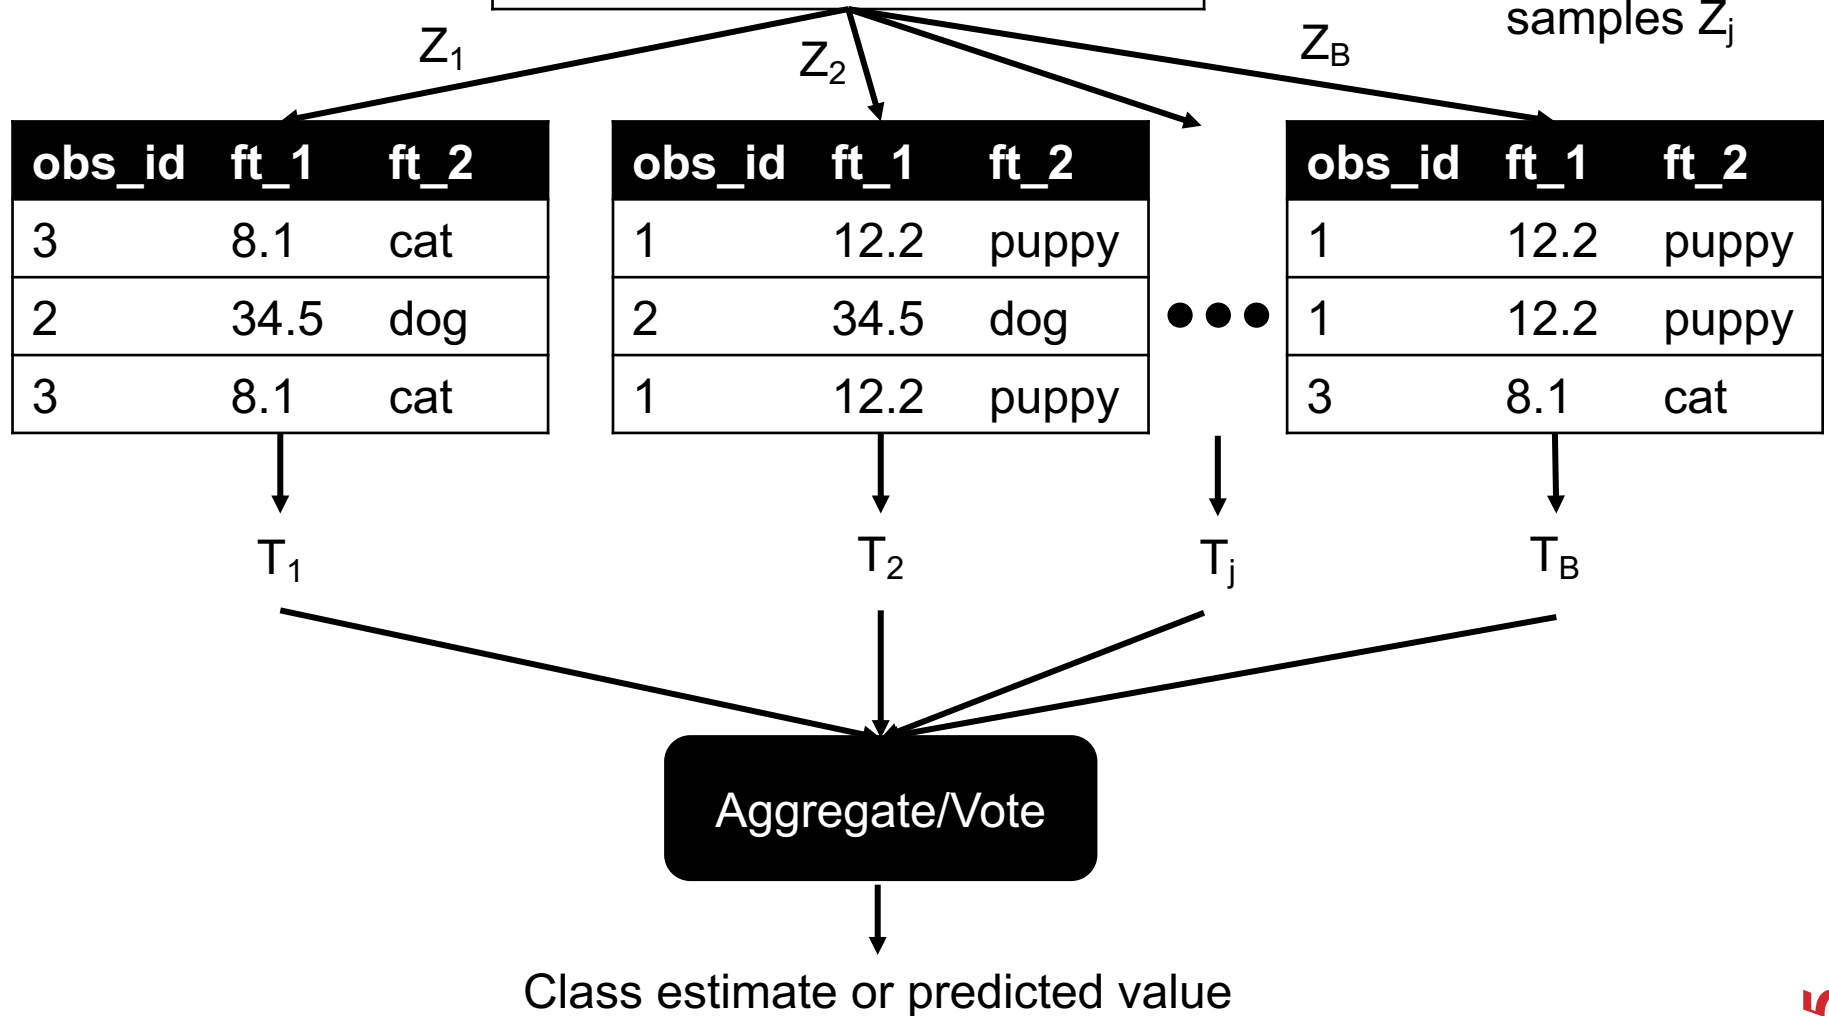 samples Zj
Z1
Z2
ZB
obs_id ft_1 ft_2
3 8.1 cat
2 34.5 dog
3 8.1 cat
obs_id ft_1 ft_2
1 12.2 puppy
2 34.5 dog
1 12.2 puppy
obs_id ft_1 ft_2
1 12.2 puppy
1 12.2 puppy
3 8.1 cat
T1
T2
Tj
TB
Aggregate/Vote
Class estimate or predicted value